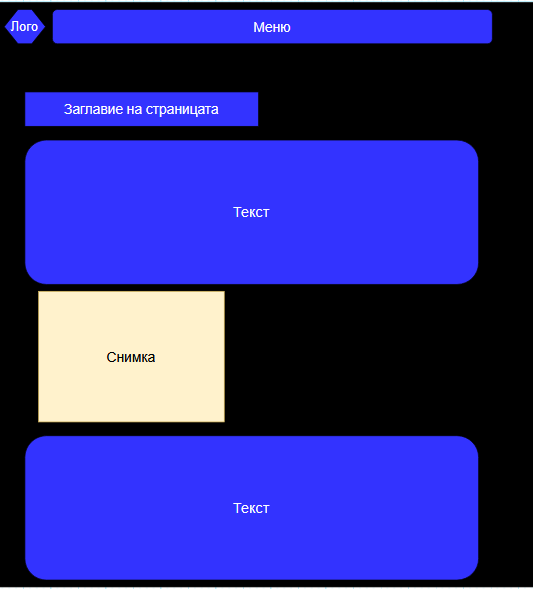 Лого
Меню
Заглавие на страницата
Текст
Снимка
Текст